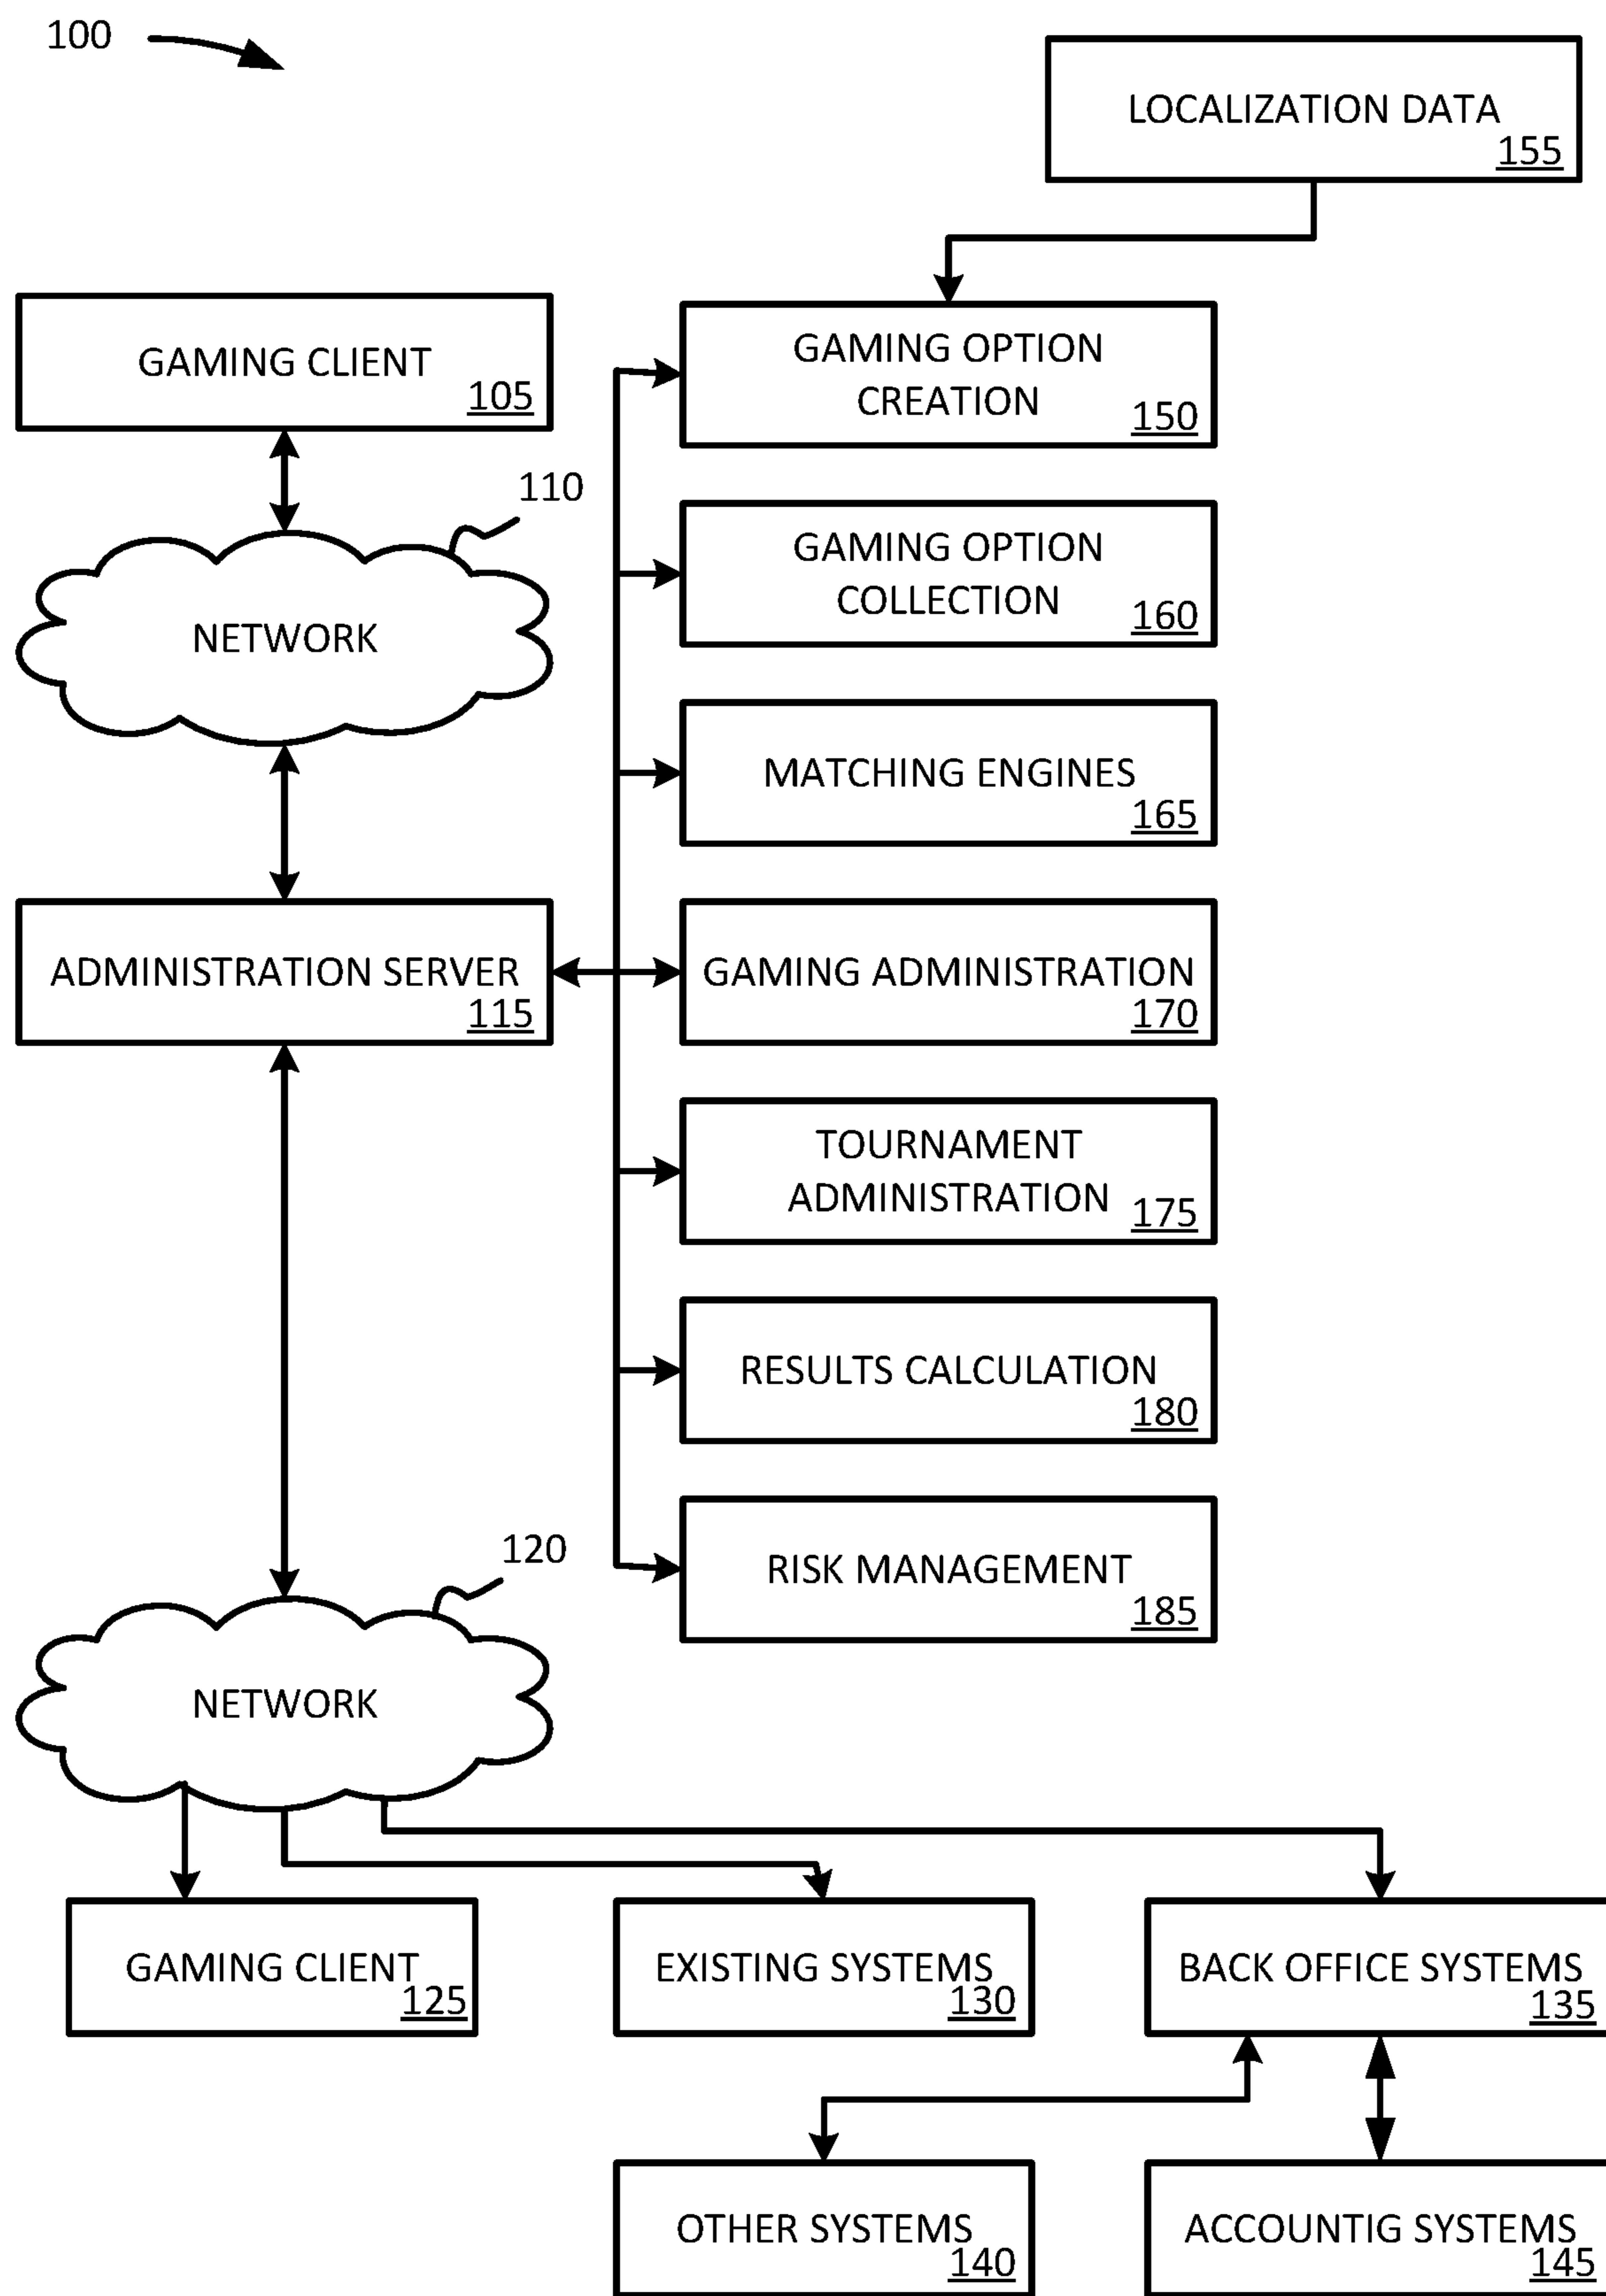 100
LOCALIZATION DATA
155
GAMING CLIENT
105
GAMING OPTION
CREATION
150
110
GAMING OPTION
COLLECTION
160
NETWORK
MATCHING ENGINES
165
ADMINISTRATION SERVER
115
GAMING ADMINISTRATION
170
TOURNAMENT
ADMINISTRATION
175
RESULTS CALCULATION
180
120
RISK MANAGEMENT
185
NETWORK
GAMING CLIENT
125
EXISTING SYSTEMS
130
BACK OFFICE SYSTEMS
135
OTHER SYSTEMS
140
ACCOUNTIG SYSTEMS
145